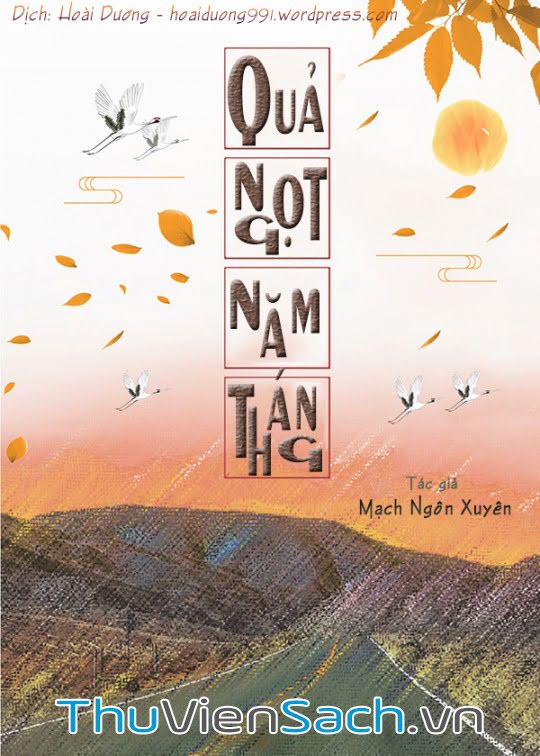 Dịch: Hoài Dương - hoaiduong991.wordpress.com
QUẢ
NGỌT
NĂM
THÁNG
Tác giả
Mạch Ngôn Xuyên
ThuVienSach.vn